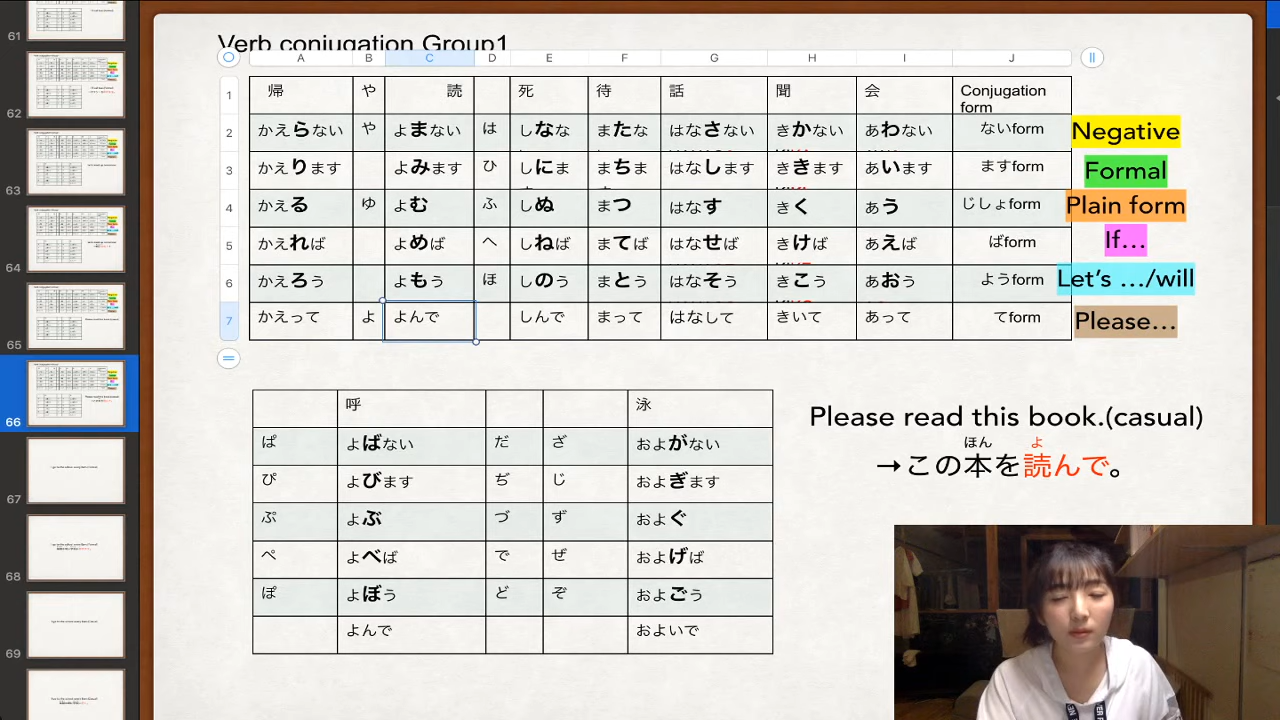 Verb conjugation Group1
A B C D E F G H I J
1 帰 や 読 死 待 話 聞 会 Conjugation form
2 かえらない や よまない は しなな またな はなさな きかない あわない ないform Negative
3 かえります よみます ひ しにま まちま はなします ききます あいます ますform Formal
4 かえる ゆ よむ ふ しぬ まつ はなす きく あう じしょform Plain form
5 かえれば よめば へ しねば まてば はなせば きけば あえば ばform If…
6 かえろう よもう ほ しのう まとう はなそう きこう あおう ようform Let's …/will
7 かえって よ よんで しんで まって はなして きいて あって てform Please…
呼 泳
ぱ よばない だ ざ およがない
ぴ よびます ぢ じ およぎます
ぷ よぶ づ ず およぐ
ぺ よべば で ぜ およげば
ぽ よぼう ど ぞ およごう
よんで およいで
Please read this book.(casual)
ほん よ
→この本を読んで。
61
62
63
64
65
66
67
68
69